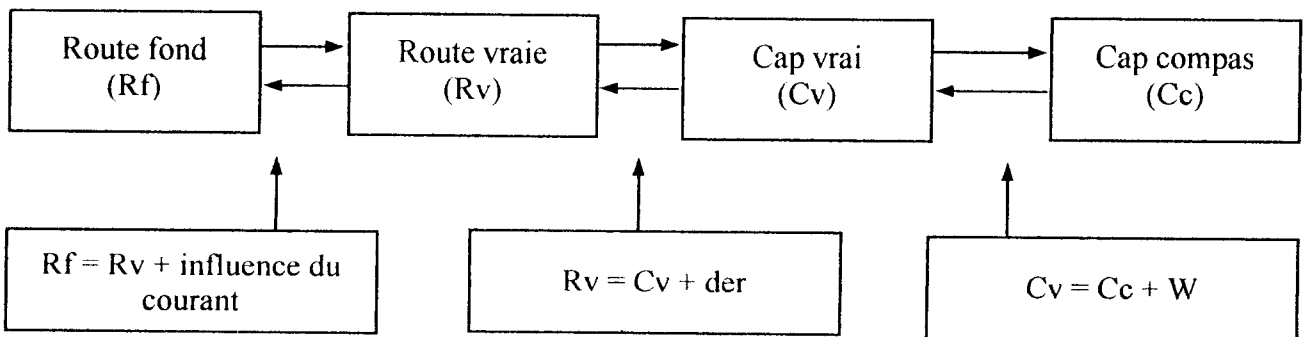 Route fond
(Rf)
Route vraie
(Rv)
Cap vrai
(Cv)
Cap compas
(Cc)
Rf = Rv + influence du
courant
Rv = Cv + der
Cv = Cc + W